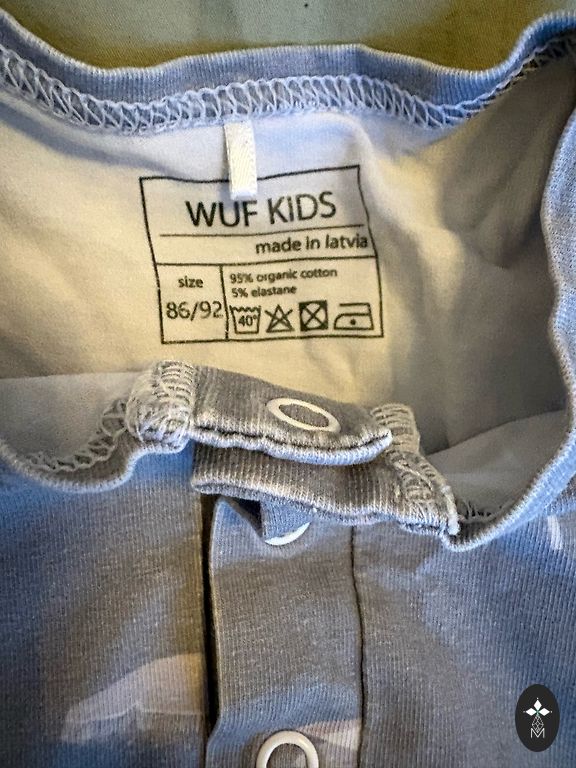 WUF KIDS
made in latvia
size
86/92
95% organic cotton
5% elastane
40°
M